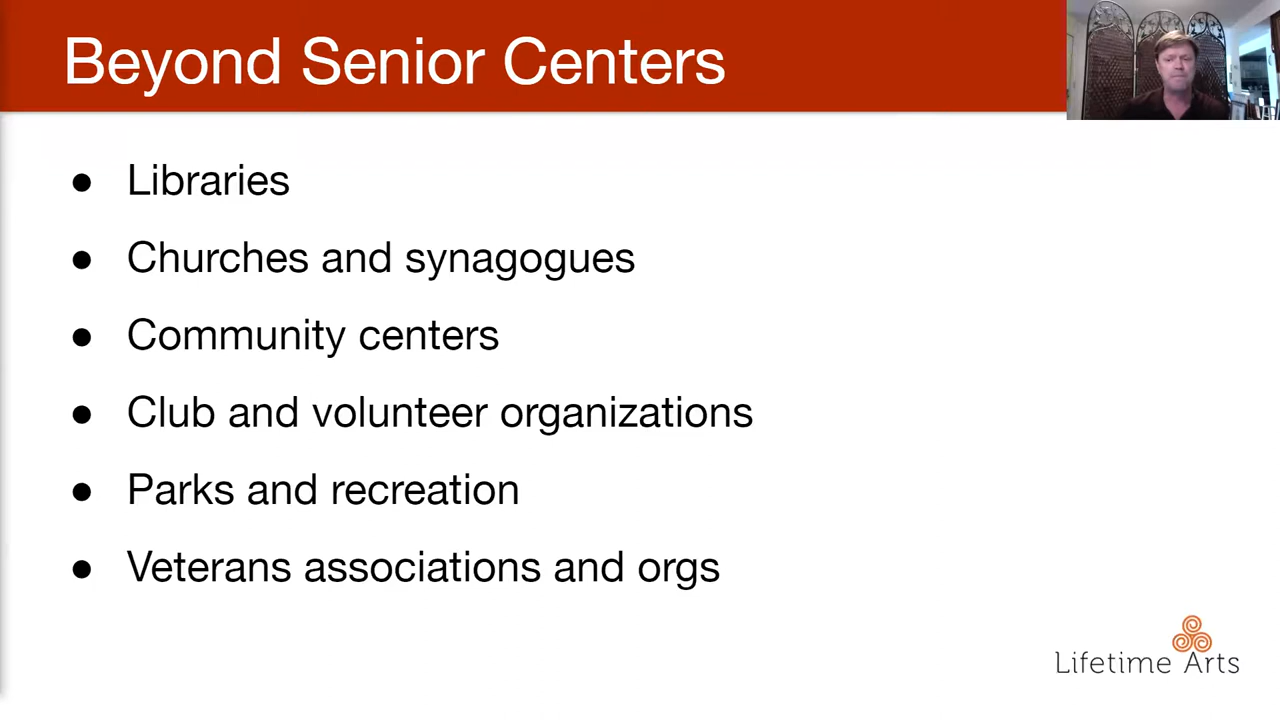 Beyond Senior Centers
● Libraries
● Churches and synagogues
● Community centers
● Club and volunteer organizations
● Parks and recreation
● Veterans associations and orgs
Lifetime Arts